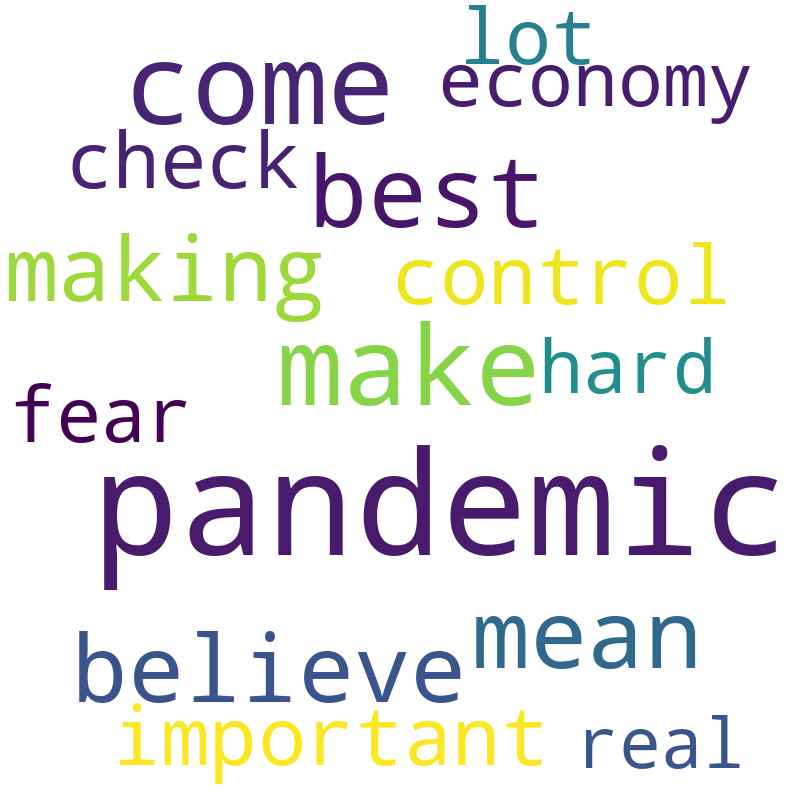 lot
come economy
check best
making control
make hard
fear
pandemic
believe mean
important real